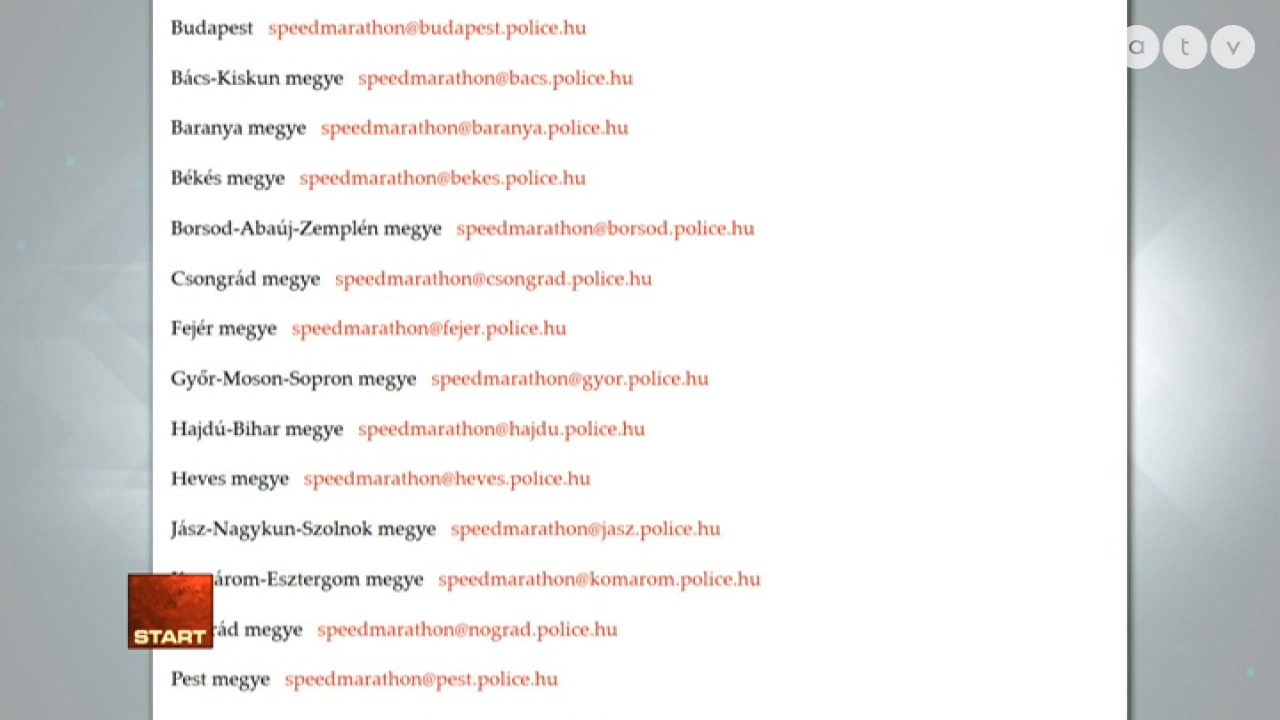 Budapest speedmarathon@budapest.police.hu
atv
Bács-Kiskun megye speedmarathon@bacs.police.hu
Baranya megye speedmarathon@baranya.police.hu
Békés megye speedmarathon@bekes.police.hu
Borsod-Abaúj-Zemplén megye speedmarathon@borsod.police.hu
Csongrád megye speedmarathon@csongrad.police.hu
Fejér megye speedmarathon@fejer.police.hu
Győr-Moson-Sopron megye speedmarathon@gyor.police.hu
Hajdú-Bihar megye speedmarathon@hajdu.police.hu
Heves megye speedmarathon@heves.police.hu
Jász-Nagykun-Szolnok megye speedmarathon@jasz.police.hu
árom-Esztergom megye speedmarathon@komarom.police.hu
START
rád megye speedmarathon@nograd.police.hu
Pest megye speedmarathon@pest.police.hu